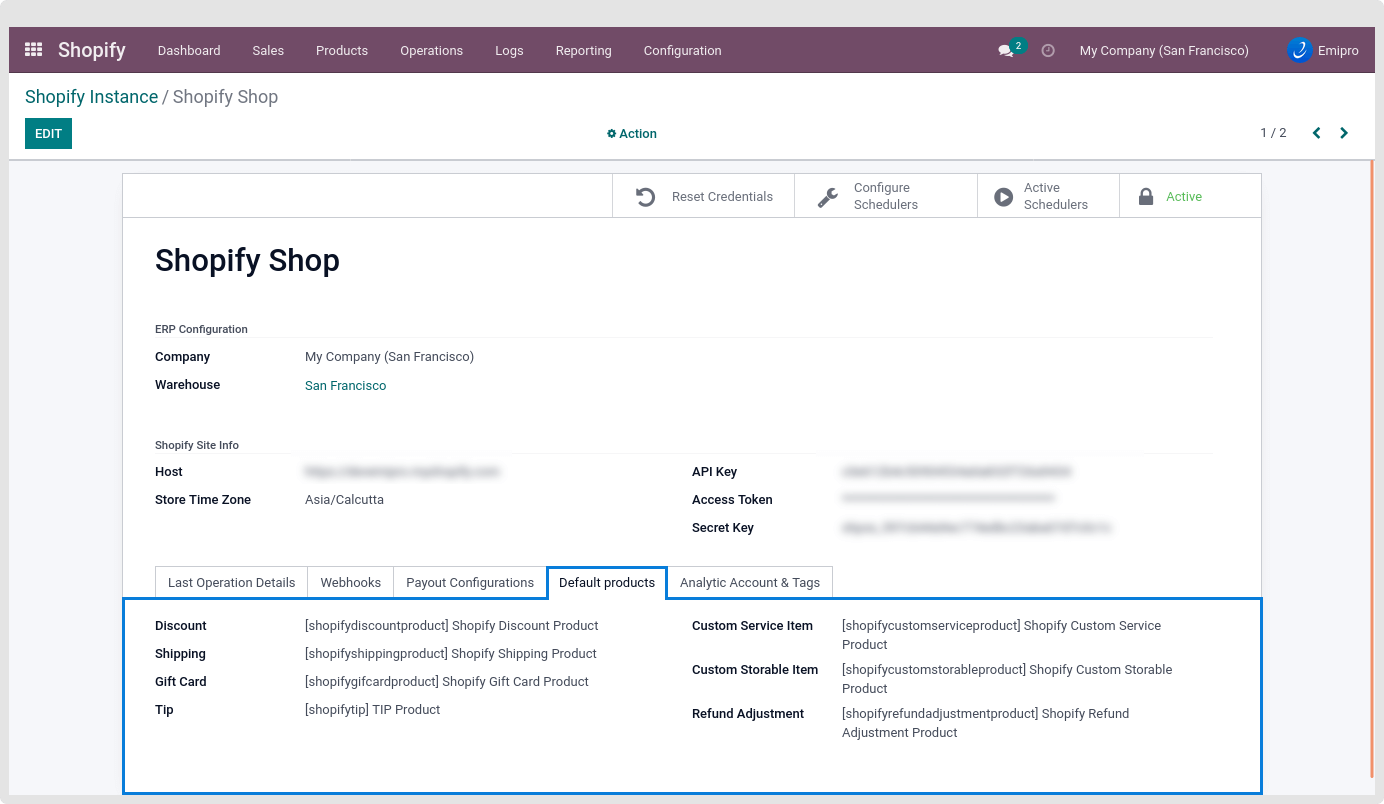 Shopify Dashboard Sales Products Operations Logs Reporting Configuration 2 My Company (San Francisco) Emipro
Shopify Instance / Shopify Shop
EDIT Action 1 / 2
Reset Credentials Configure Schedulers Active Schedulers Active
Shopify Shop
ERP Configuration
Company My Company (San Francisco)
Warehouse San Francisco
Shopify Site Info
Host API Key
Store Time Zone Asia/Calcutta Access Token
Secret Key
Last Operation Details Webhooks Payout Configurations Default products Analytic Account & Tags
Discount [shopifydiscountproduct] Shopify Discount Product
Shipping [shopifyshippingproduct] Shopify Shipping Product
Gift Card [shopifygifcardproduct] Shopify Gift Card Product
Tip [shopifytip] TIP Product
Custom Service Item [shopifycustomserviceproduct] Shopify Custom Service
Product
Custom Storable Item [shopifycustomstorableproduct] Shopify Custom Storable
Product
Refund Adjustment [shopifyrefundadjustmentproduct] Shopify Refund
Adjustment Product